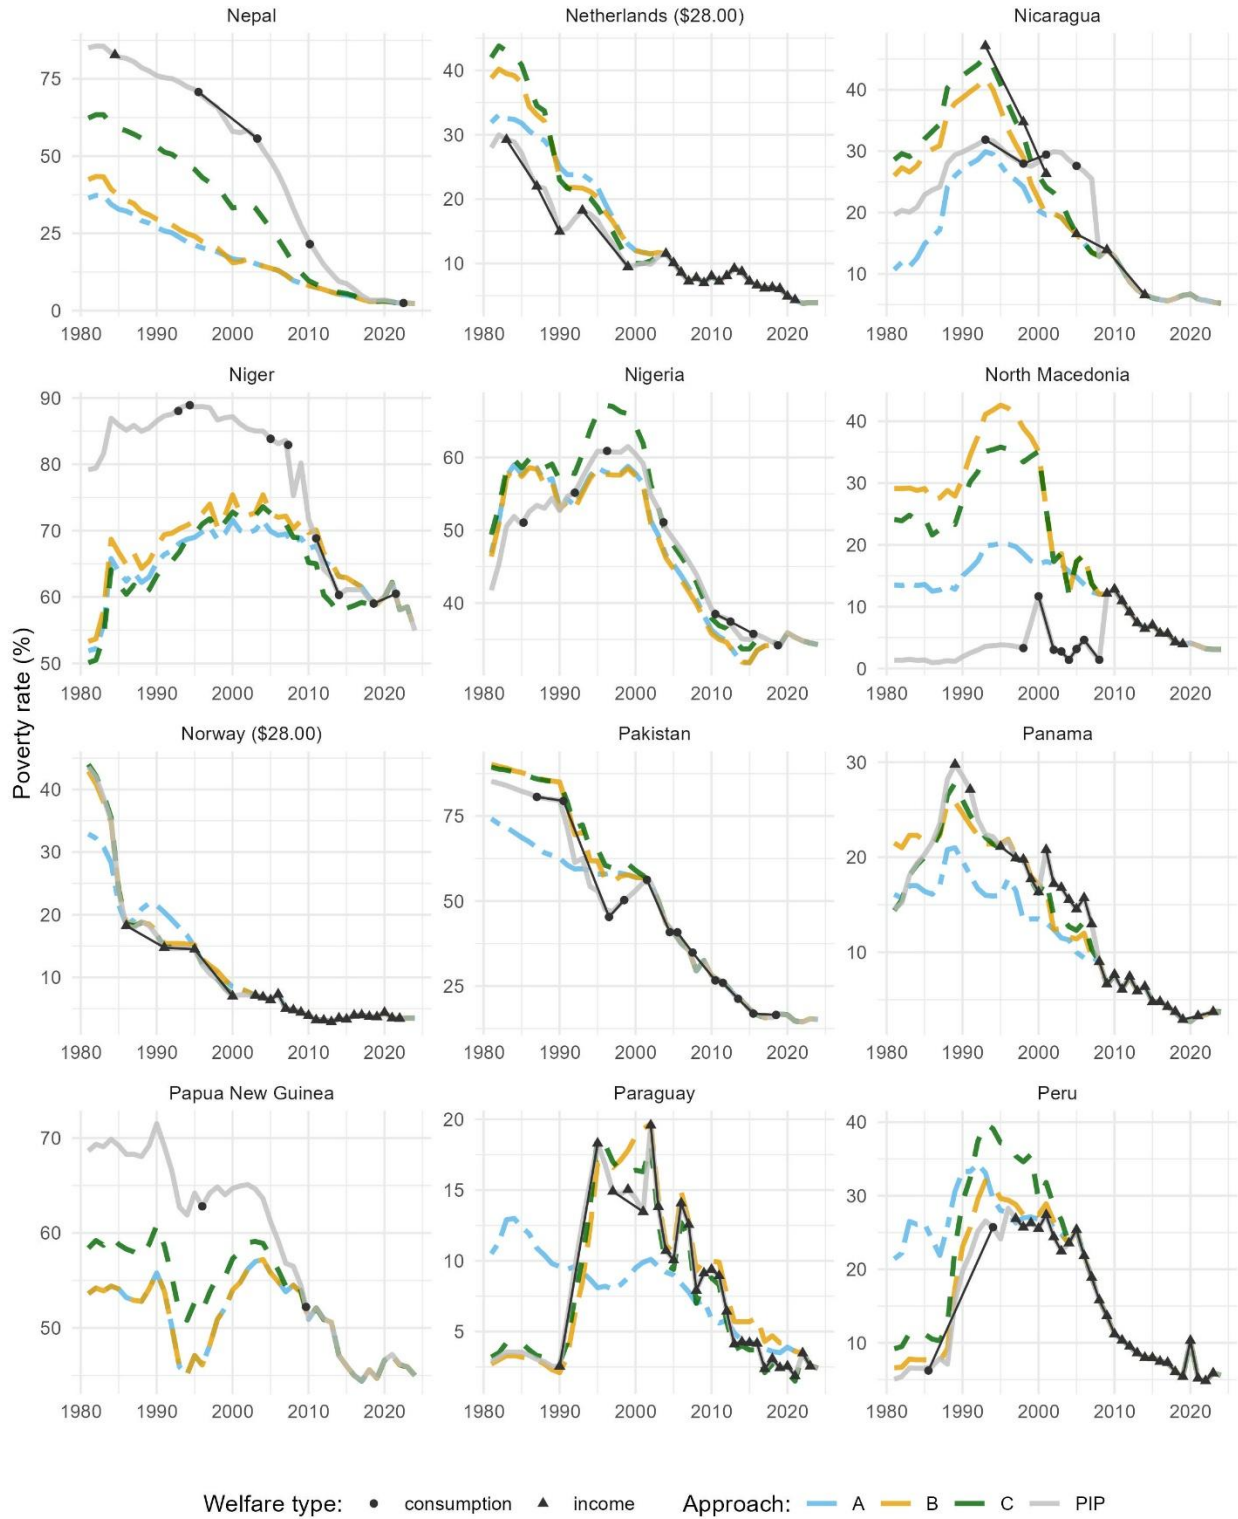 Nepal
Netherlands ($28.00)
Nicaragua
75
50
25
0
1980 1990 2000 2010 2020
40
30
20
10
1980 1990 2000 2010 2020
40
30
20
10
1980 1990 2000 2010 2020
Niger
Nigeria
North Macedonia
90
80
70
60
50
1980 1990 2000 2010 2020
60
50
40
1980 1990 2000 2010 2020
40
30
20
10
0
1980 1990 2000 2010 2020
Poverty rate (%)
Norway ($28.00)
Pakistan
Panama
40
30
20
10
1980 1990 2000 2010 2020
75
50
25
1980 1990 2000 2010 2020
30
20
10
1980 1990 2000 2010 2020
Papua New Guinea
Paraguay
Peru
70
60
50
1980 1990 2000 2010 2020
20
15
10
5
1980 1990 2000 2010 2020
40
30
20
10
1980 1990 2000 2010 2020
Welfare type: consumption income Approach: A B C PIP